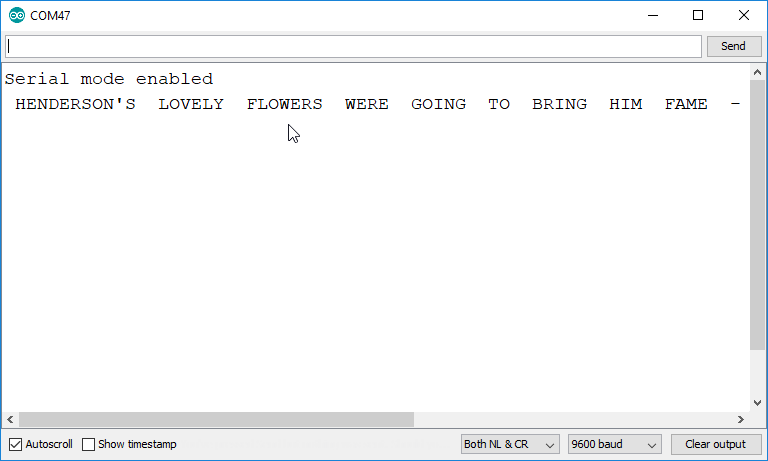 COM47
Send
Serial mode enabled
HENDERSON'S LOVELY FLOWERS WERE GOING TO BRING HIM FAME -
Autoscroll Show timestamp Both NL & CR 9600 baud Clear output